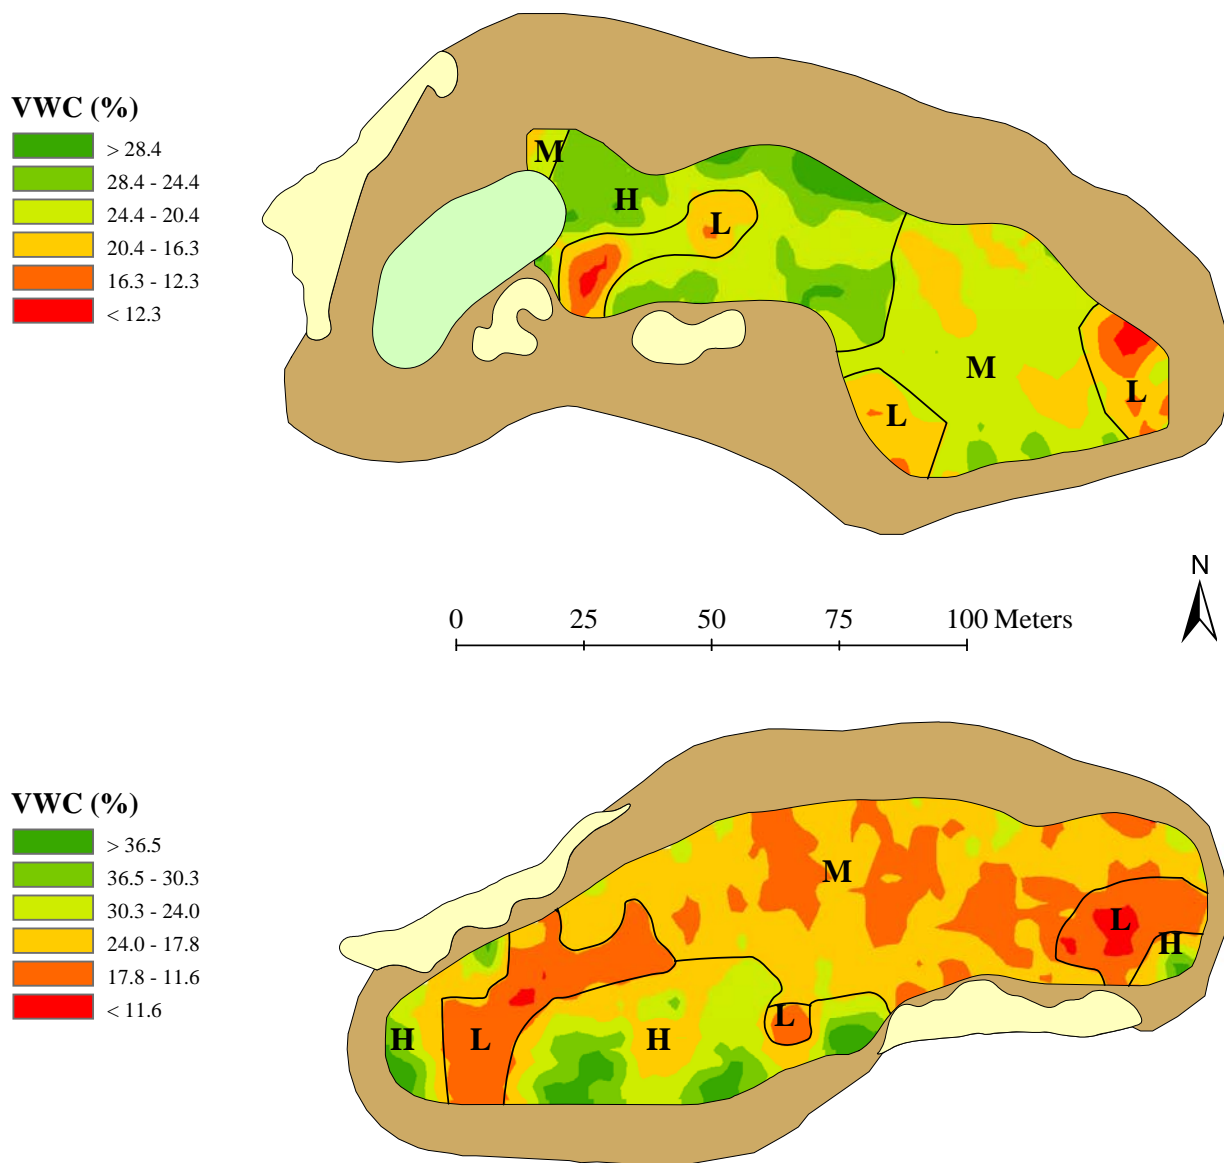 VWC (%)
> 28.4
28.4 - 24.4
24.4 - 20.4
20.4 - 16.3
16.3 - 12.3
< 12.3
M
H
L
M
L
L
N
0 25 50 75 100 Meters
VWC (%)
> 36.5
36.5 - 30.3
30.3 - 24.0
24.0 - 17.8
17.8 - 11.6
< 11.6
M
L
H
L
H
L
H